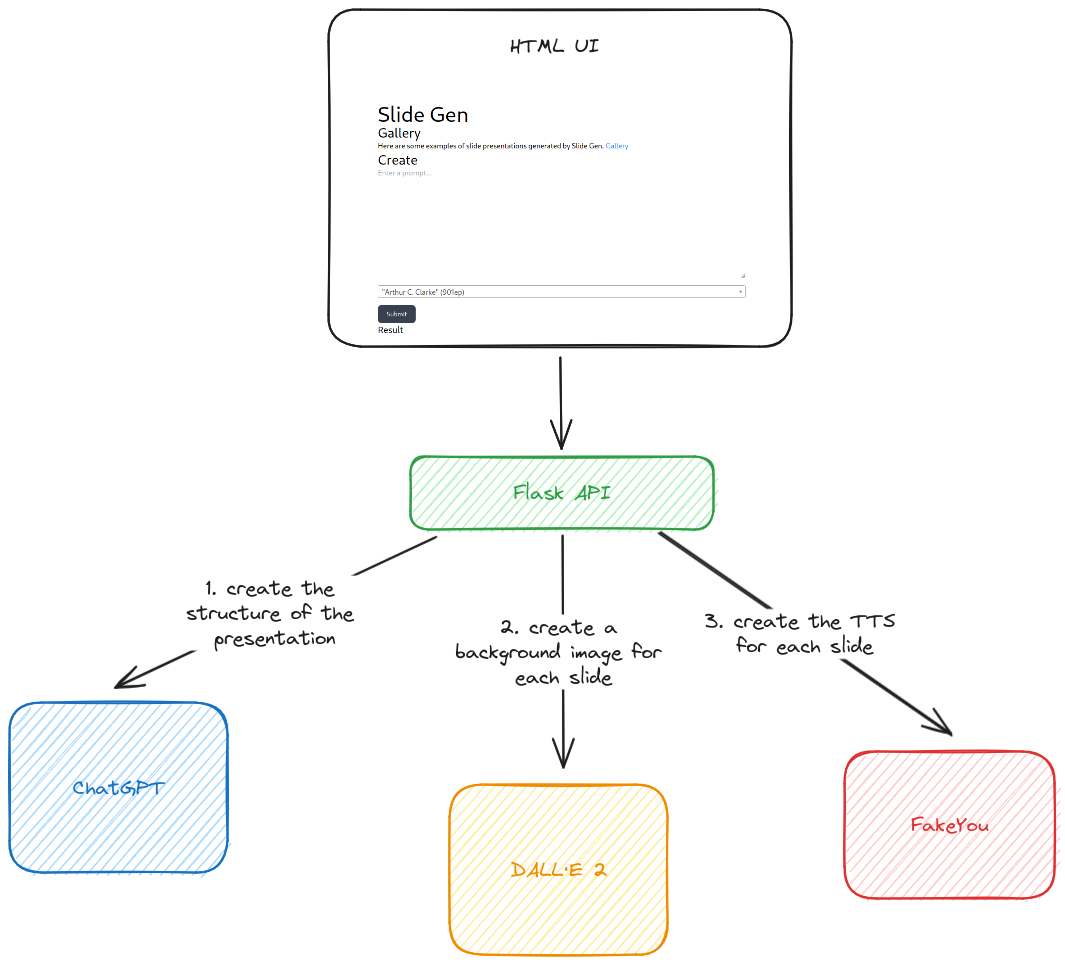 HTML UI
Slide Gen
Gallery
Here are some examples of slide presentations generated by Slide Gen. Gallery
Create
Enter a prompt...
"Arthur C. Clarke" (901ep)
Submit
Result
Flask API
1. create the
structure of the
presentation
2. create a
background image for
each slide
3. create the TTS
for each slide
ChatGPT
DALL·E 2
FakeYou